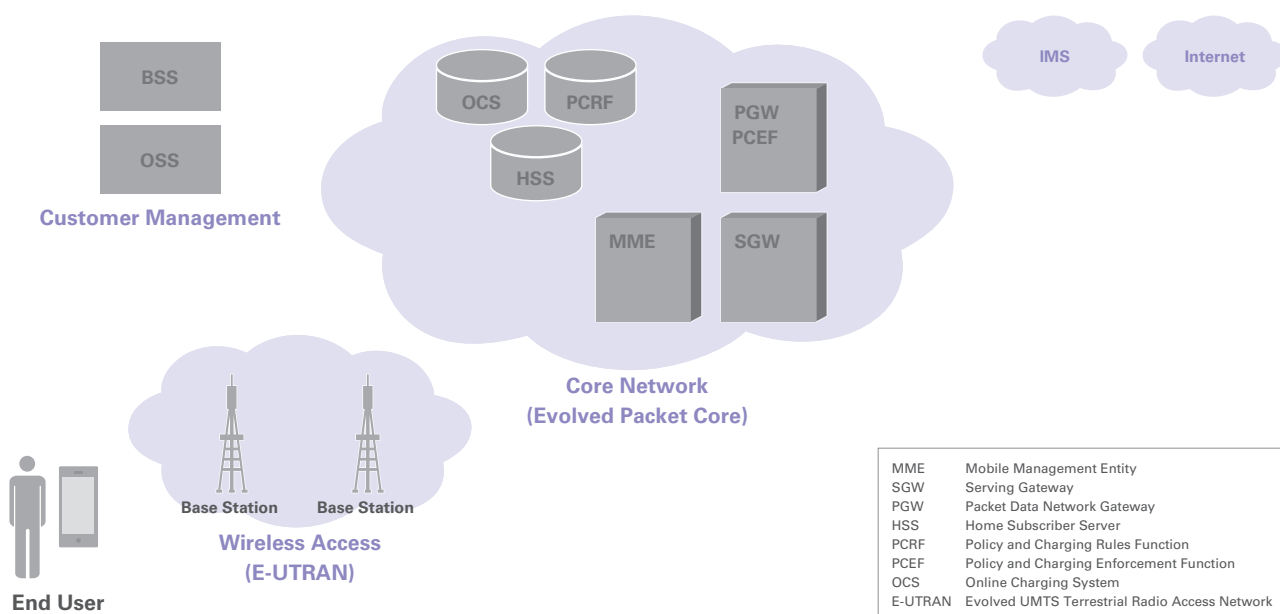 BSS
OSS
Customer Management
OCS
PCRF
HSS
PGW
PCEF
MME
SGW
Core Network
(Evolved Packet Core)
IMS
Internet
Base Station
Base Station
Wireless Access
(E-UTRAN)
End User
MME Mobile Management Entity
SGW Serving Gateway
PGW Packet Data Network Gateway
HSS Home Subscriber Server
PCRF Policy and Charging Rules Function
PCEF Policy and Charging Enforcement Function
OCS Online Charging System
E-UTRAN Evolved UMTS Terrestrial Radio Access Network